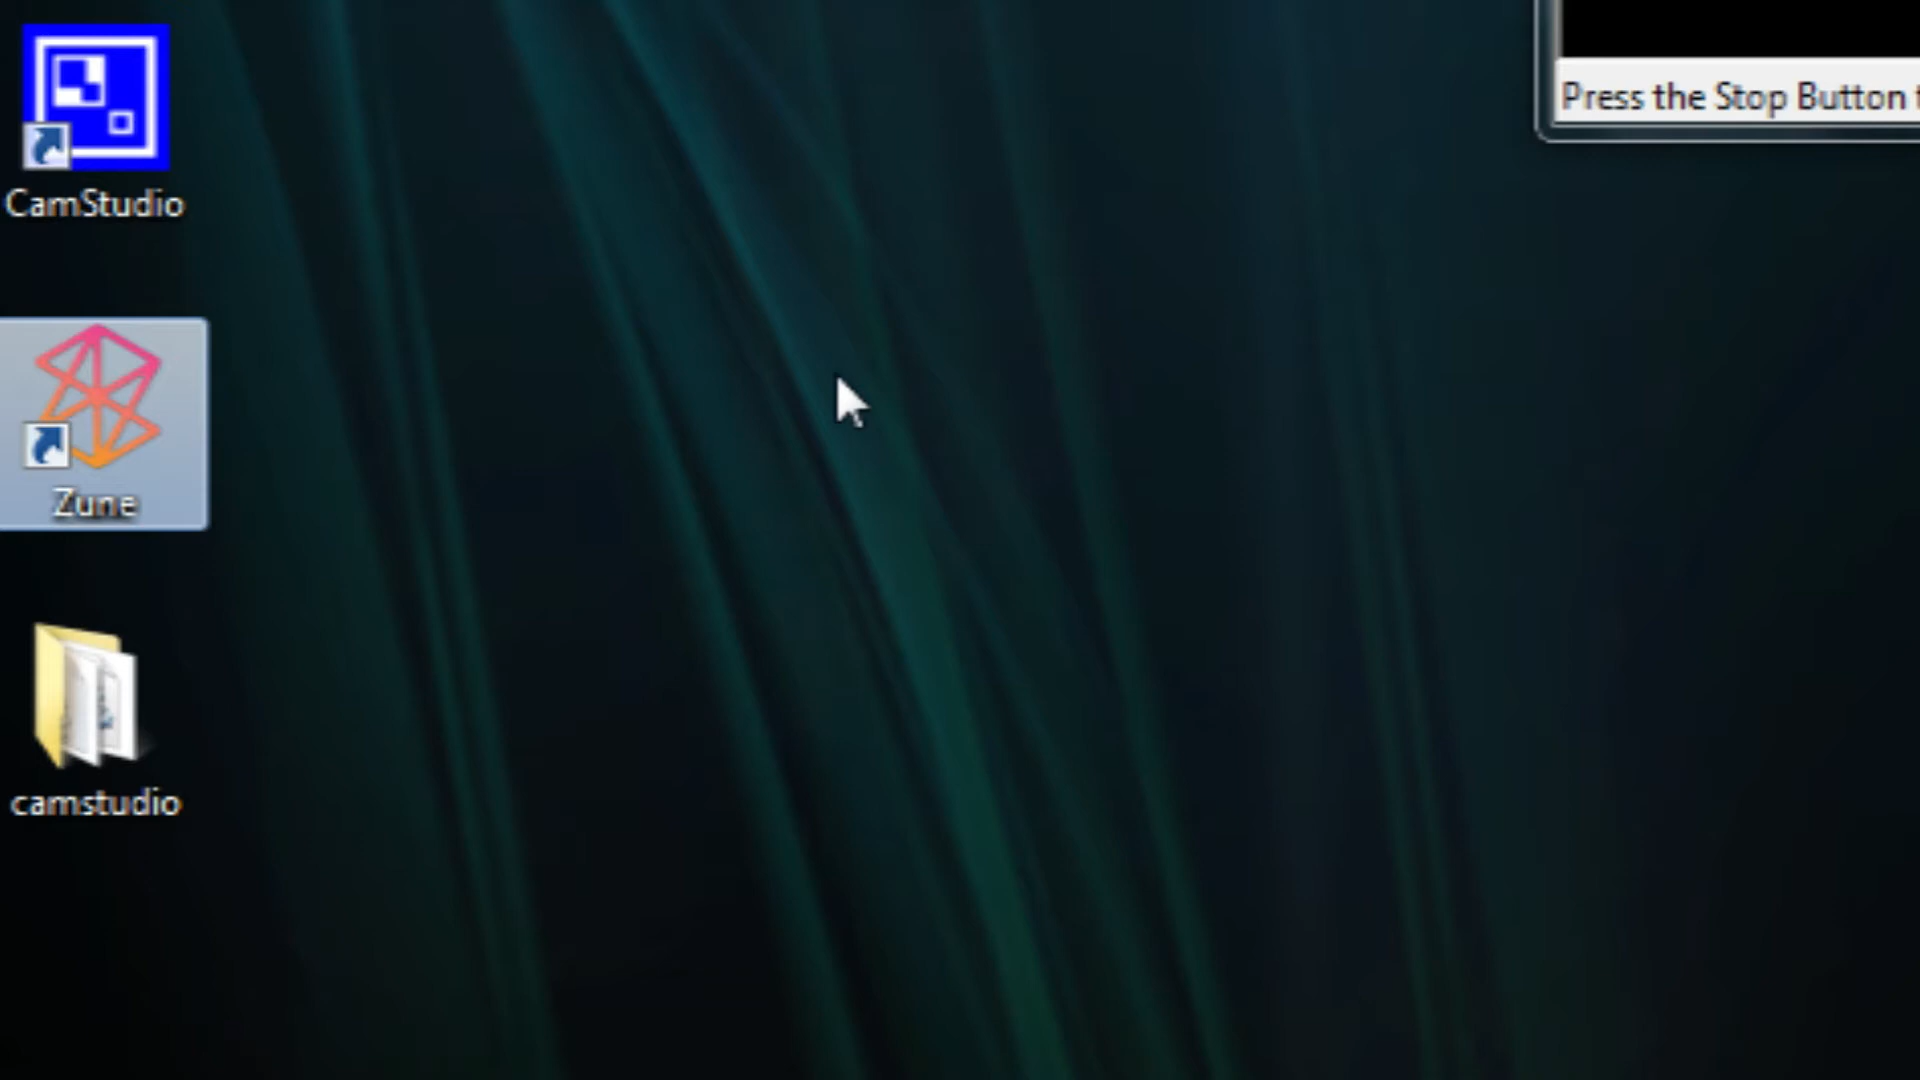 CamStudio
Press the Stop Button
Zune
camstudio